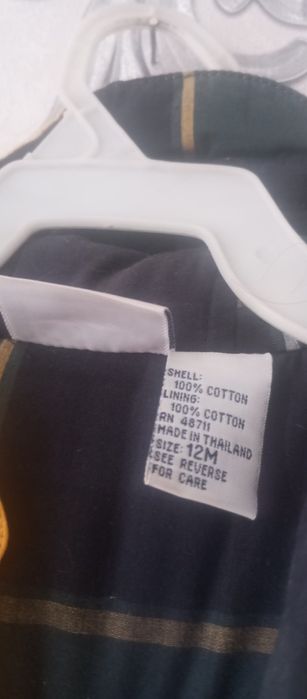 SHELL:
100% COTTON
LINING:
100% COTTON
RN 48711
MADE IN THAILAND
SIZE: 12M
SEE REVERSE
FOR CARE